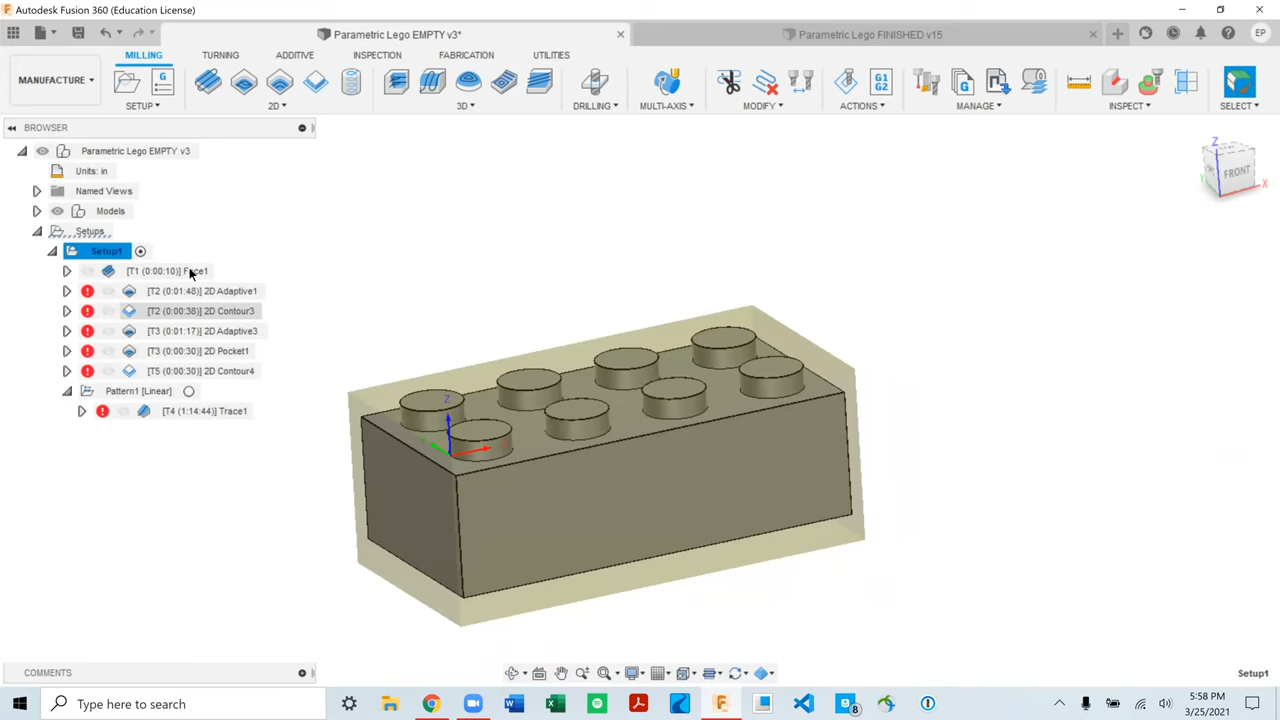 Autodesk Fusion 360 (Education License)
Parametric Lego EMPTY v3*
Parametric Lego FINISHED v15
EP
MILLING TURNING ADDITIVE INSPECTION FABRICATION UTILITIES
MANUFACTURE
G
G1
G2
SETUP 2D 3D DRILLING MULTI-AXIS MODIFY ACTIONS MANAGE INSPECT SELECT
BROWSER
Parametric Lego EMPTY v3
Units: in
Named Views
Models
Setups
Setup1
[T1 (0:00:10)] Face1
[T2 (0:01:48)] 2D Adaptive1
[T2 (0:00:38)] 2D Contour3
[T3 (0:01:17)] 2D Adaptive3
[T3 (0:00:30)] 2D Pocket1
[T5 (0:00:30)] 2D Contour4
Pattern1 [Linear]
[T4 (1:14:44)] Trace1
Z
FRONT
X
Z
COMMENTS
Setup1
Type here to search
8
5:58 PM
3/25/2021